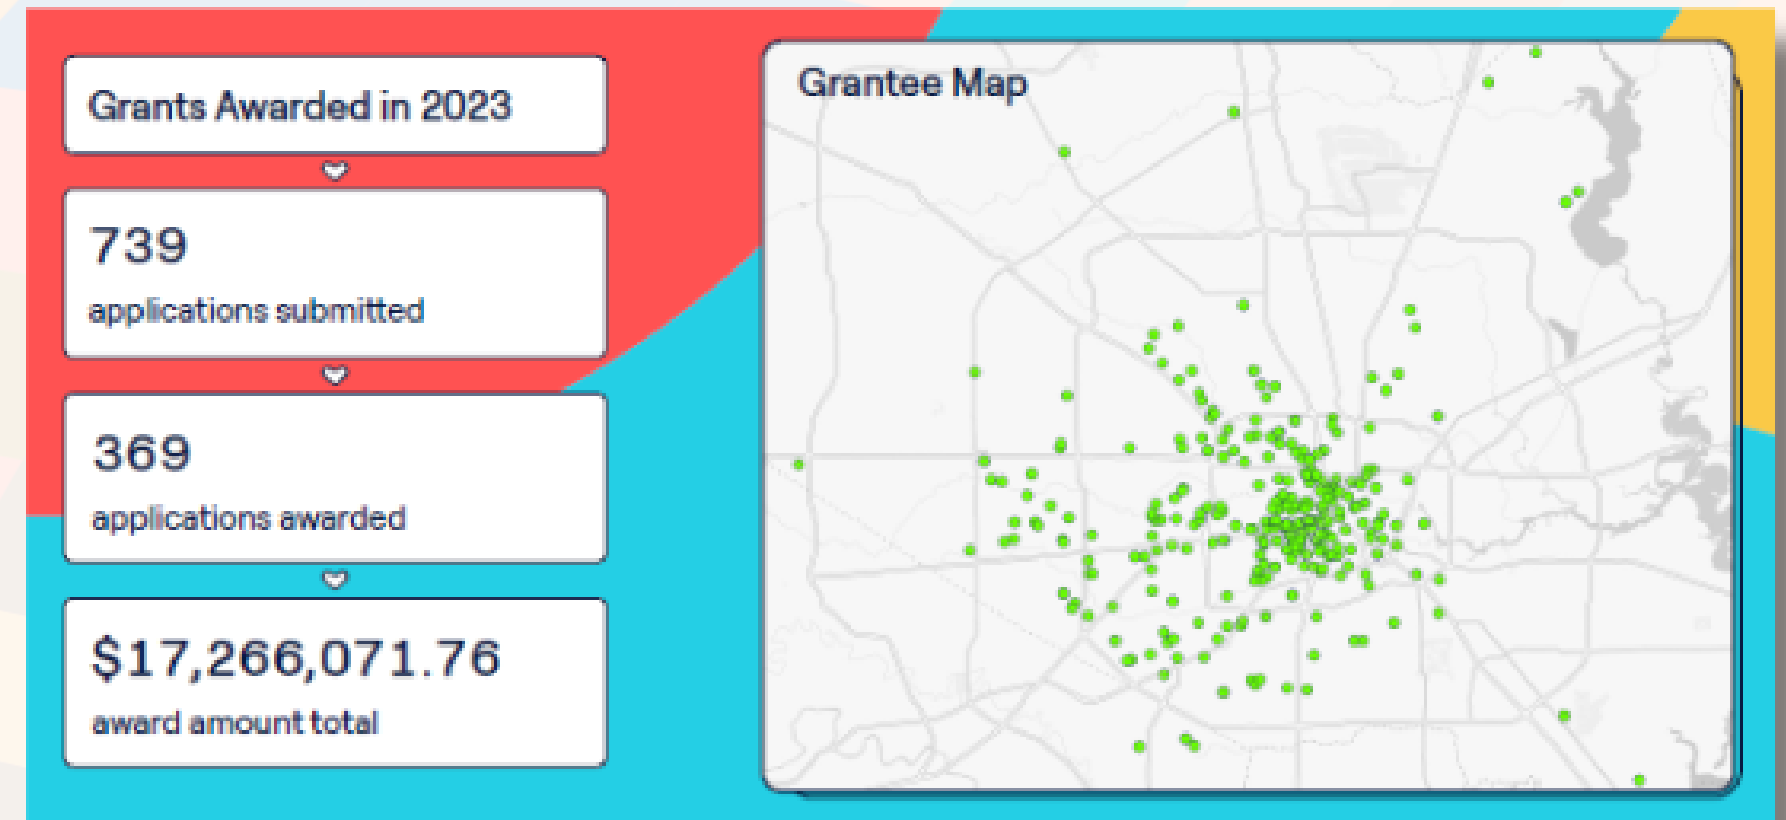 Grants Awarded in 2023
739
applications submitted
369
applications awarded
$17,266,071.76
award amount total
Grantee Map